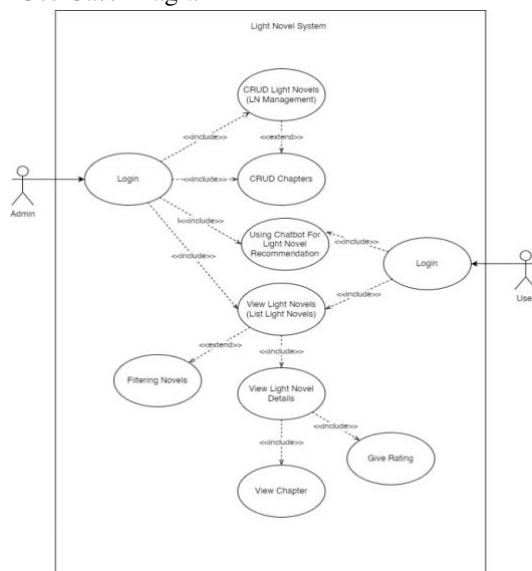 Light Novel System
CRUD Light Novels
(LN Management)
<<include>>
<<extend>>
Login
<<include>>
CRUD Chapters
Admin
<<include>>
Using Chatbot For
Light Novel
Recommendation
<<include>>
<<include>>
Login
<<include>>
View Light Novels
(List Light Novels)
User
<<extend>>
<<include>>
Filtering Novels
View Light Novel
Details
<<include>>
<<include>>
Give Rating
View Chapter